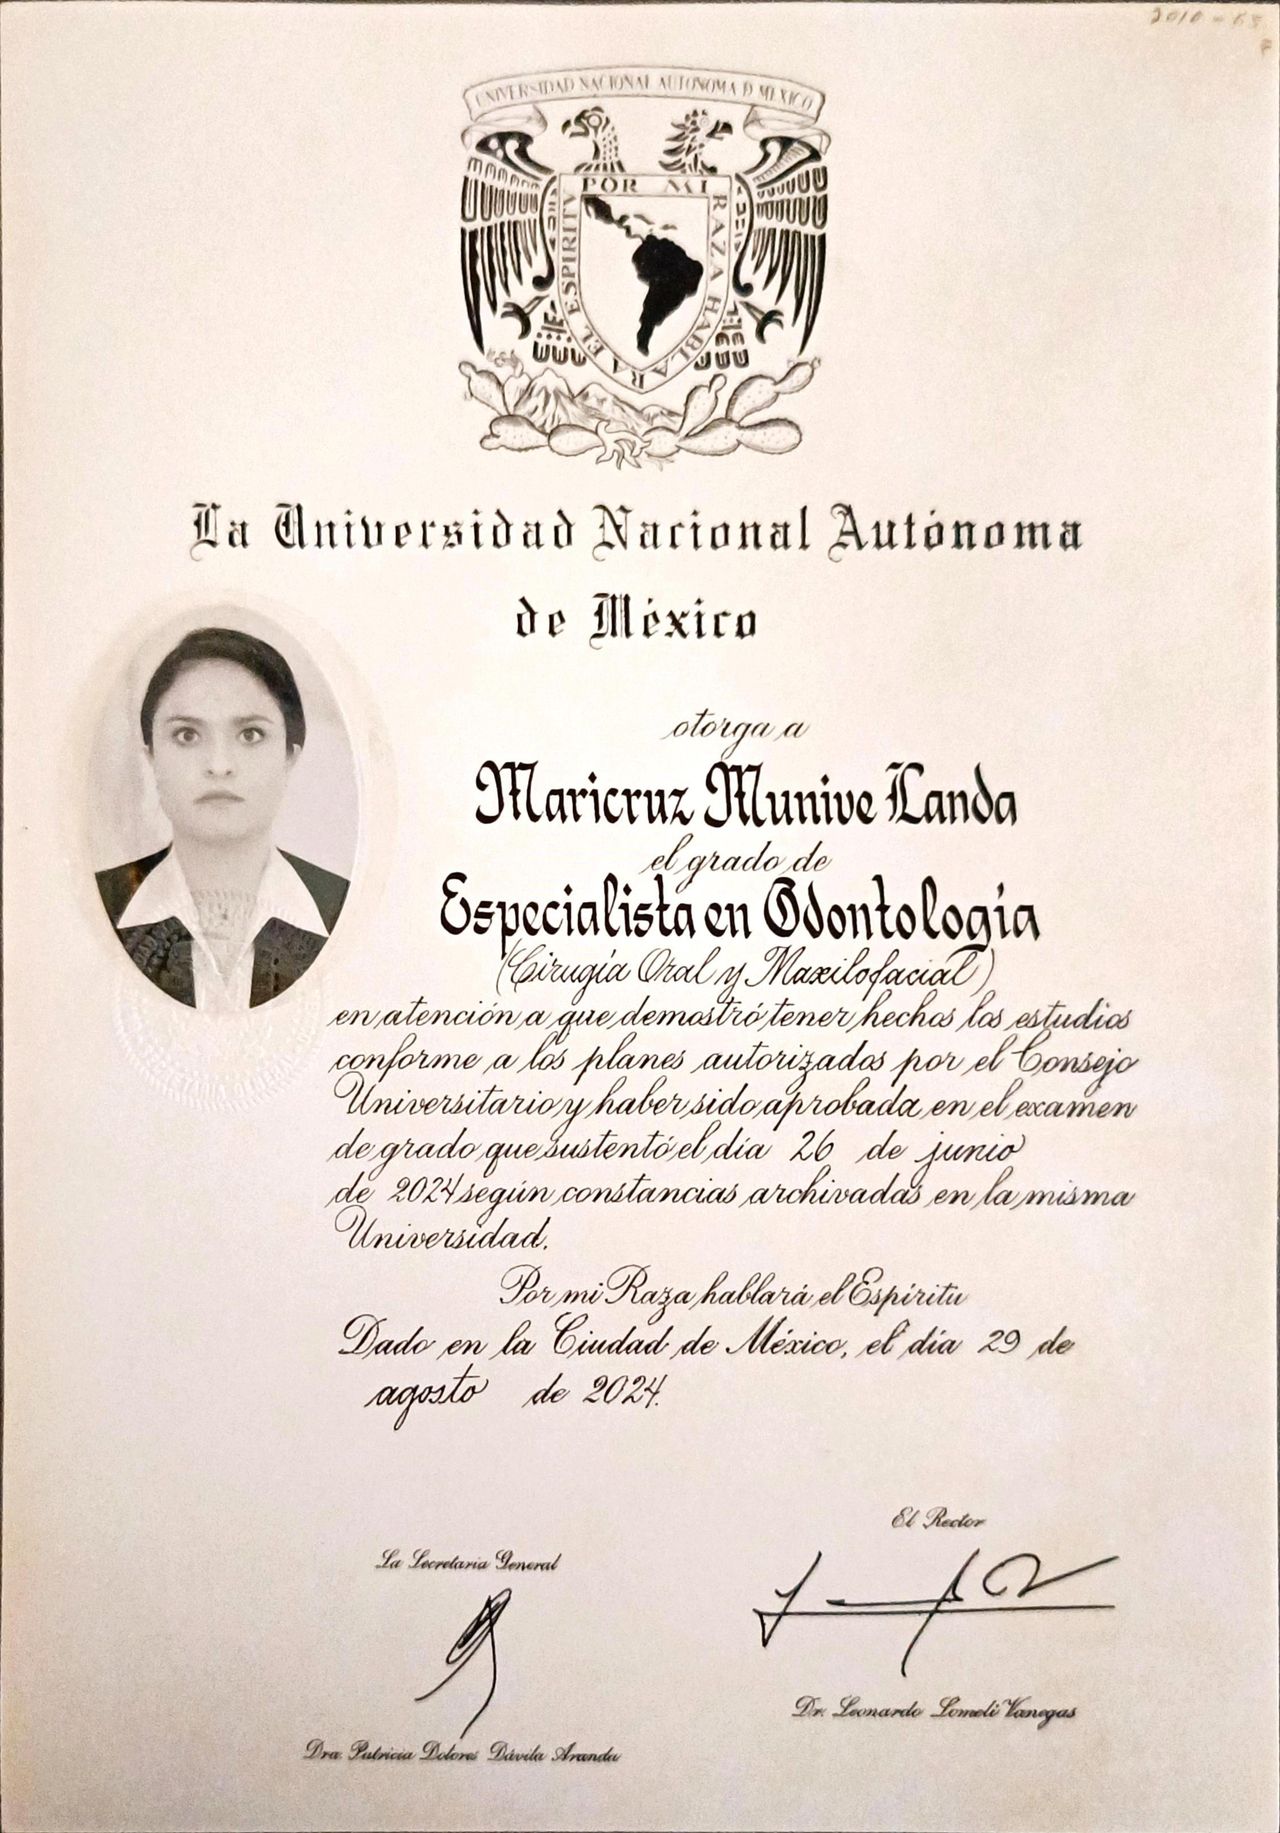 2010 - 65
UNIVERSIDAD NACIONAL AUTONOMA D MEXICO
POR MI RAZA HABLARA EL ESPIRITU
La Universidad Nacional Autónoma
de México
otorga a
Maricruz Munive Landa
el grado de
Especialista en Odontología
(Cirugía Oral y Maxilofacial)
en atención a que demostró tener hechos los estudios
conforme a los planes autorizados por el Consejo
Universitario y haber sido aprobada en el examen
de grado que sustentó el día 26 de junio
de 2024 según constancias archivadas en la misma
Universidad.
Por mi Raza hablará el Espíritu
Dado en la Ciudad de México, el día 29 de
agosto de 2024.
El Rector
La Secretaria General
Dr. Leonardo Lomelí Vanegas
Dra. Patricia Dolores Dávila Aranda